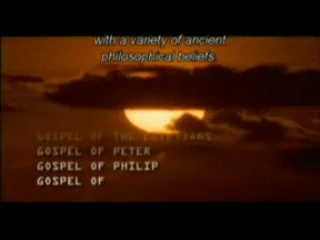 with a variety of ancient
philosophical beliefs.
GOSPEL OF THE EGYPTIANS
GOSPEL OF PETER
GOSPEL OF PHILIP
GOSPEL OF